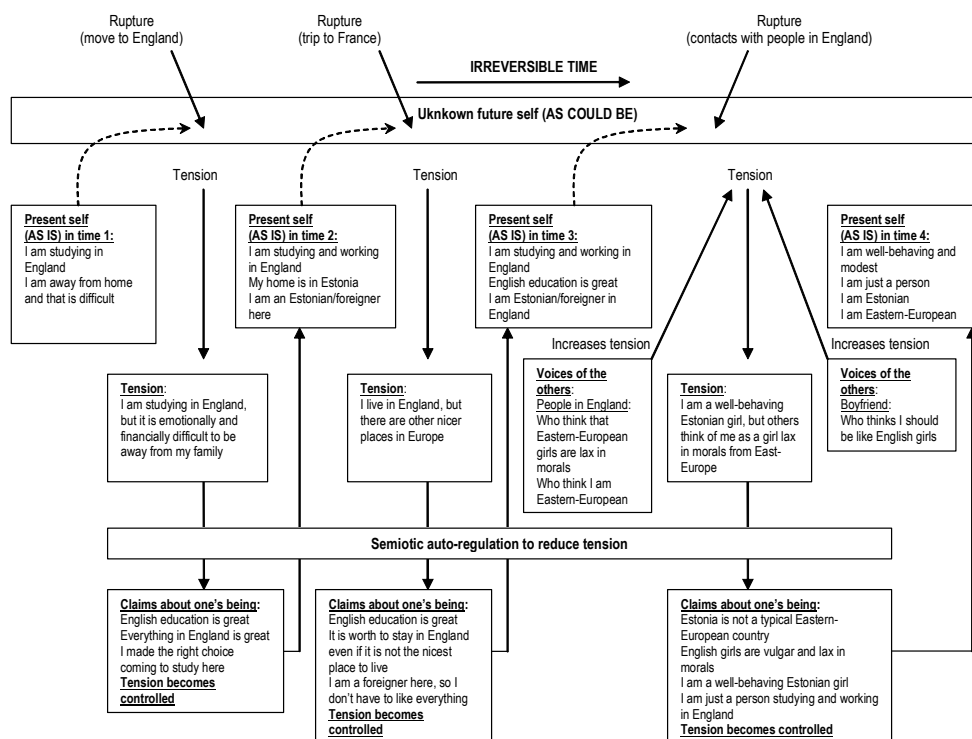 Rupture
(move to England)
Rupture
(trip to France)
Rupture
(contacts with people in England)
IRREVERSIBLE TIME
Uknkown future self (AS COULD BE)
Tension
Tension
Tension
Present self
(AS IS) in time 1:
I am studying in
England
I am away from home
and that is difficult
Present self
(AS IS) in time 2:
I am studying and working
in England
My home is in Estonia
I am an Estonian/foreigner
here
Present self
(AS IS) in time 3:
I am studying and working in
England
English education is great
I am Estonian/foreigner in
England
Present self
(AS IS) in time 4:
I am well-behaving and
modest
I am just a person
I am Estonian
I am Eastern-European
Increases tension
Increases tension
Tension:
I am studying in England,
but it is emotionally and
financially difficult to be
away from my family
Tension:
I live in England, but
there are other nicer
places in Europe
Voices of the
others:
People in England:
Who think that
Eastern-European
girls are lax in
morals
Who think I am
Eastern-European
Tension:
I am a well-behaving
Estonian girl, but others
think of me as a girl lax
in morals from East-
Europe
Voices of the
others:
Boyfriend:
Who thinks I should
be like English girls
Semiotic auto-regulation to reduce tension
Claims about one's being:
English education is great
Everything in England is great
I made the right choice
coming to study here
Tension becomes
controlled
Claims about one's being:
English education is great
It is worth to stay in England
even if it is not the nicest
place to live
I am a foreigner here, so I
don't have to like everything
Tension becomes
controlled
Claims about one's being:
Estonia is not a typical Eastern-
European country
English girls are vulgar and lax in
morals
I am a well-behaving Estonian girl
I am just a person studying and working
in England
Tension becomes controlled